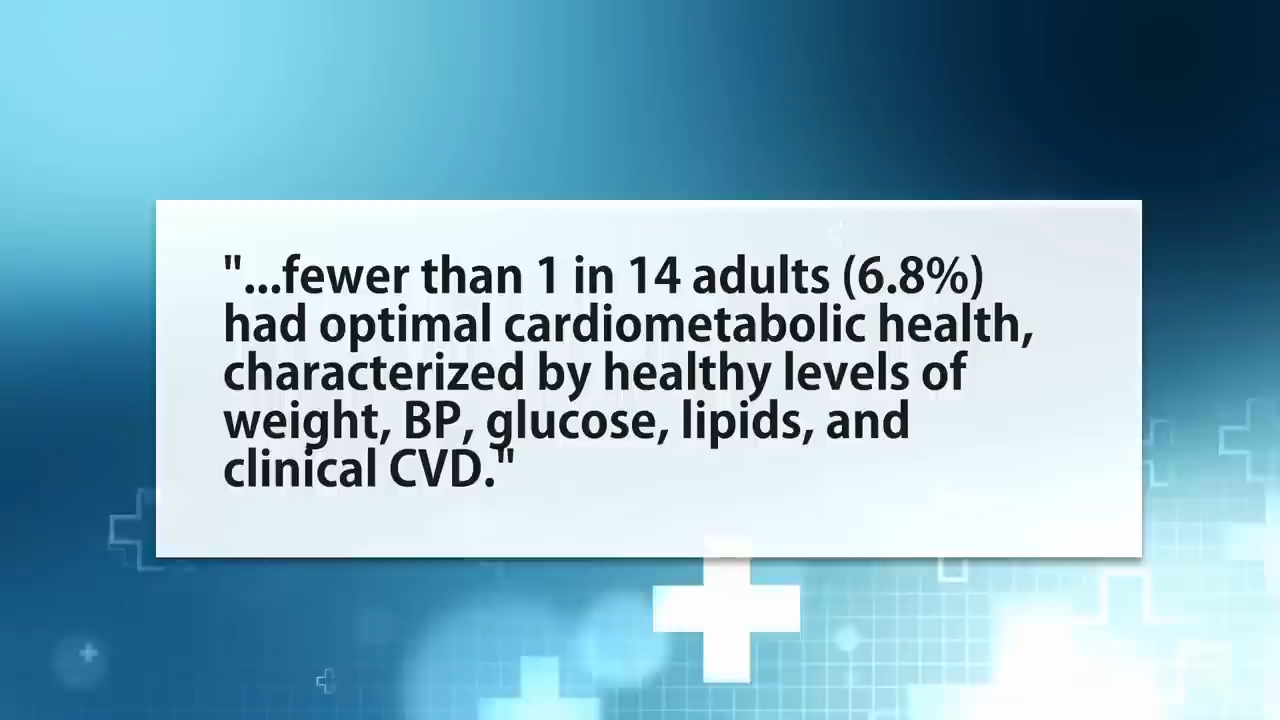 "...fewer than 1 in 14 adults (6.8%)
had optimal cardiometabolic health,
characterized by healthy levels of
weight, BP, glucose, lipids, and
clinical CVD."